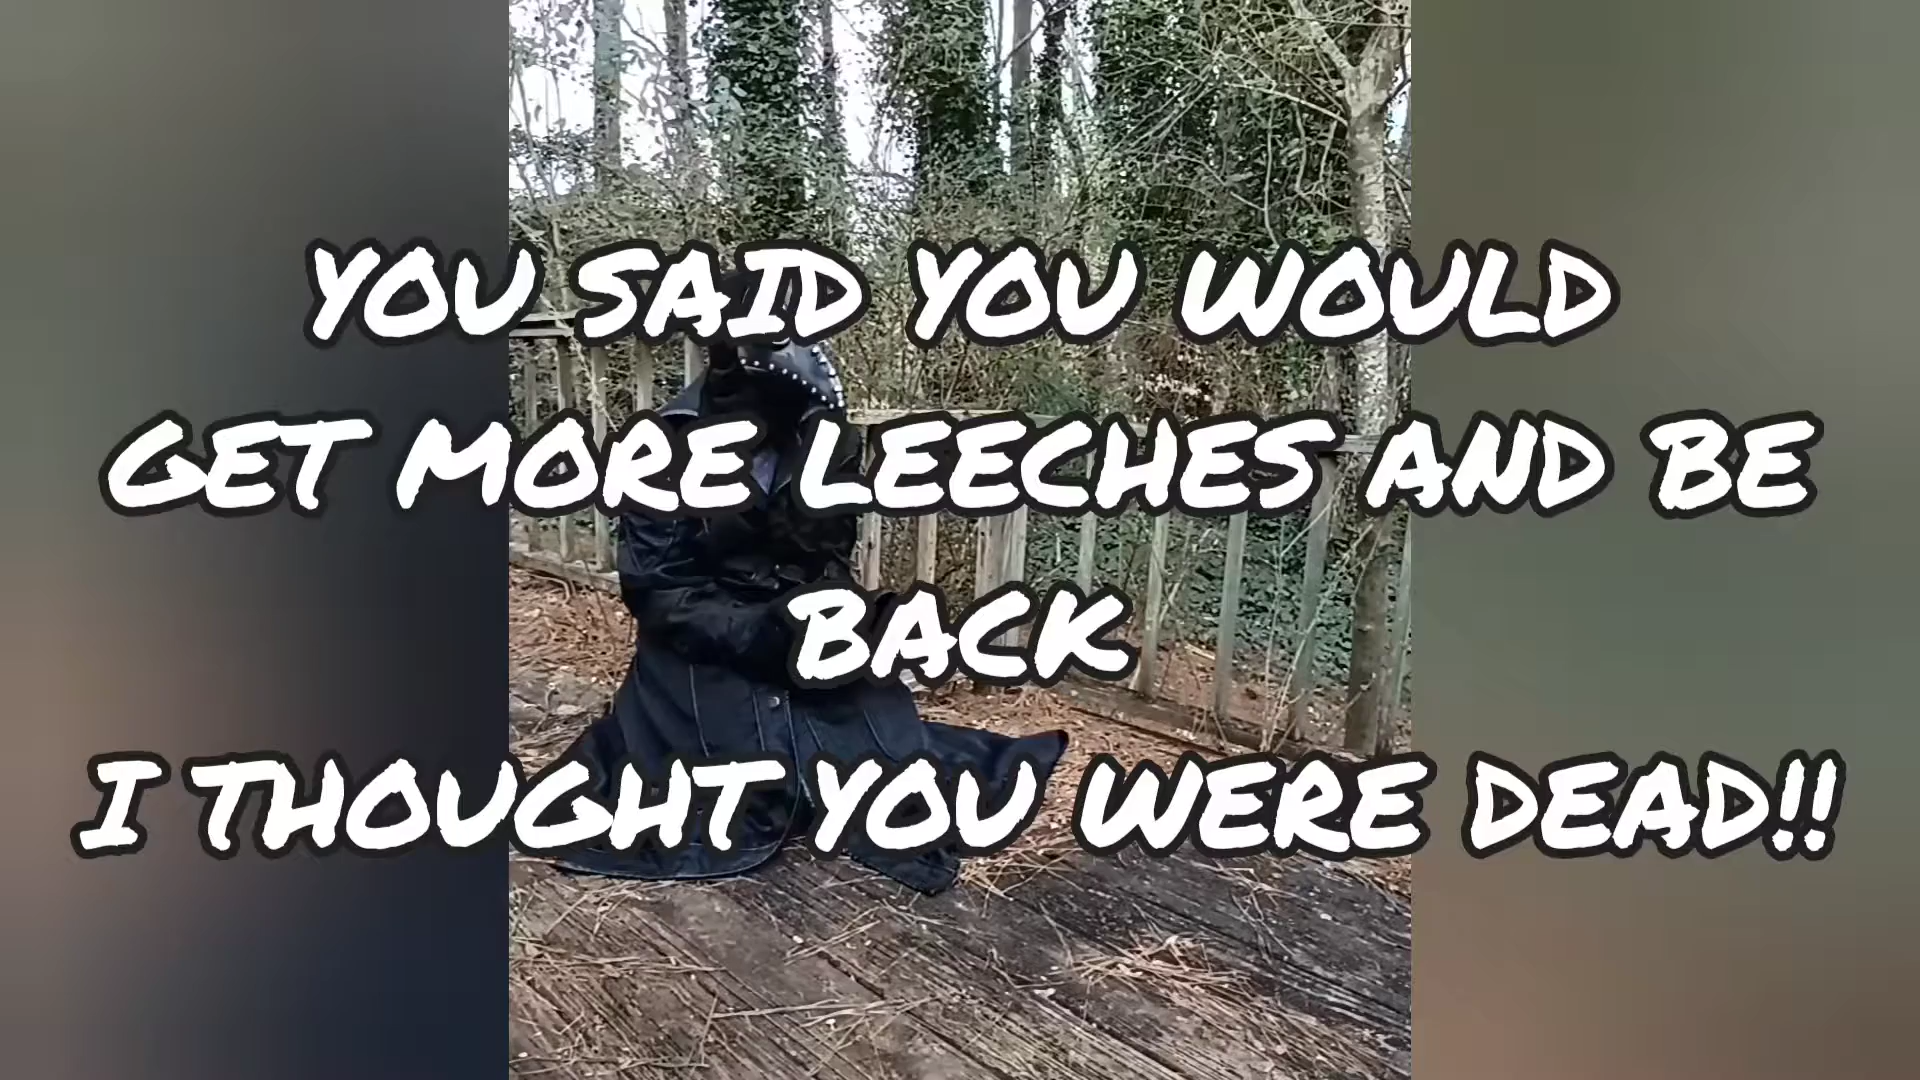 YOU SAID YOU WOULD
GET MORE LEECHES AND BE
BACK
I THOUGHT YOU WERE DEAD!!